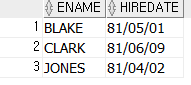 ENAME HIREDATE
1 BLAKE 81/05/01
2 CLARK 81/06/09
3 JONES 81/04/02